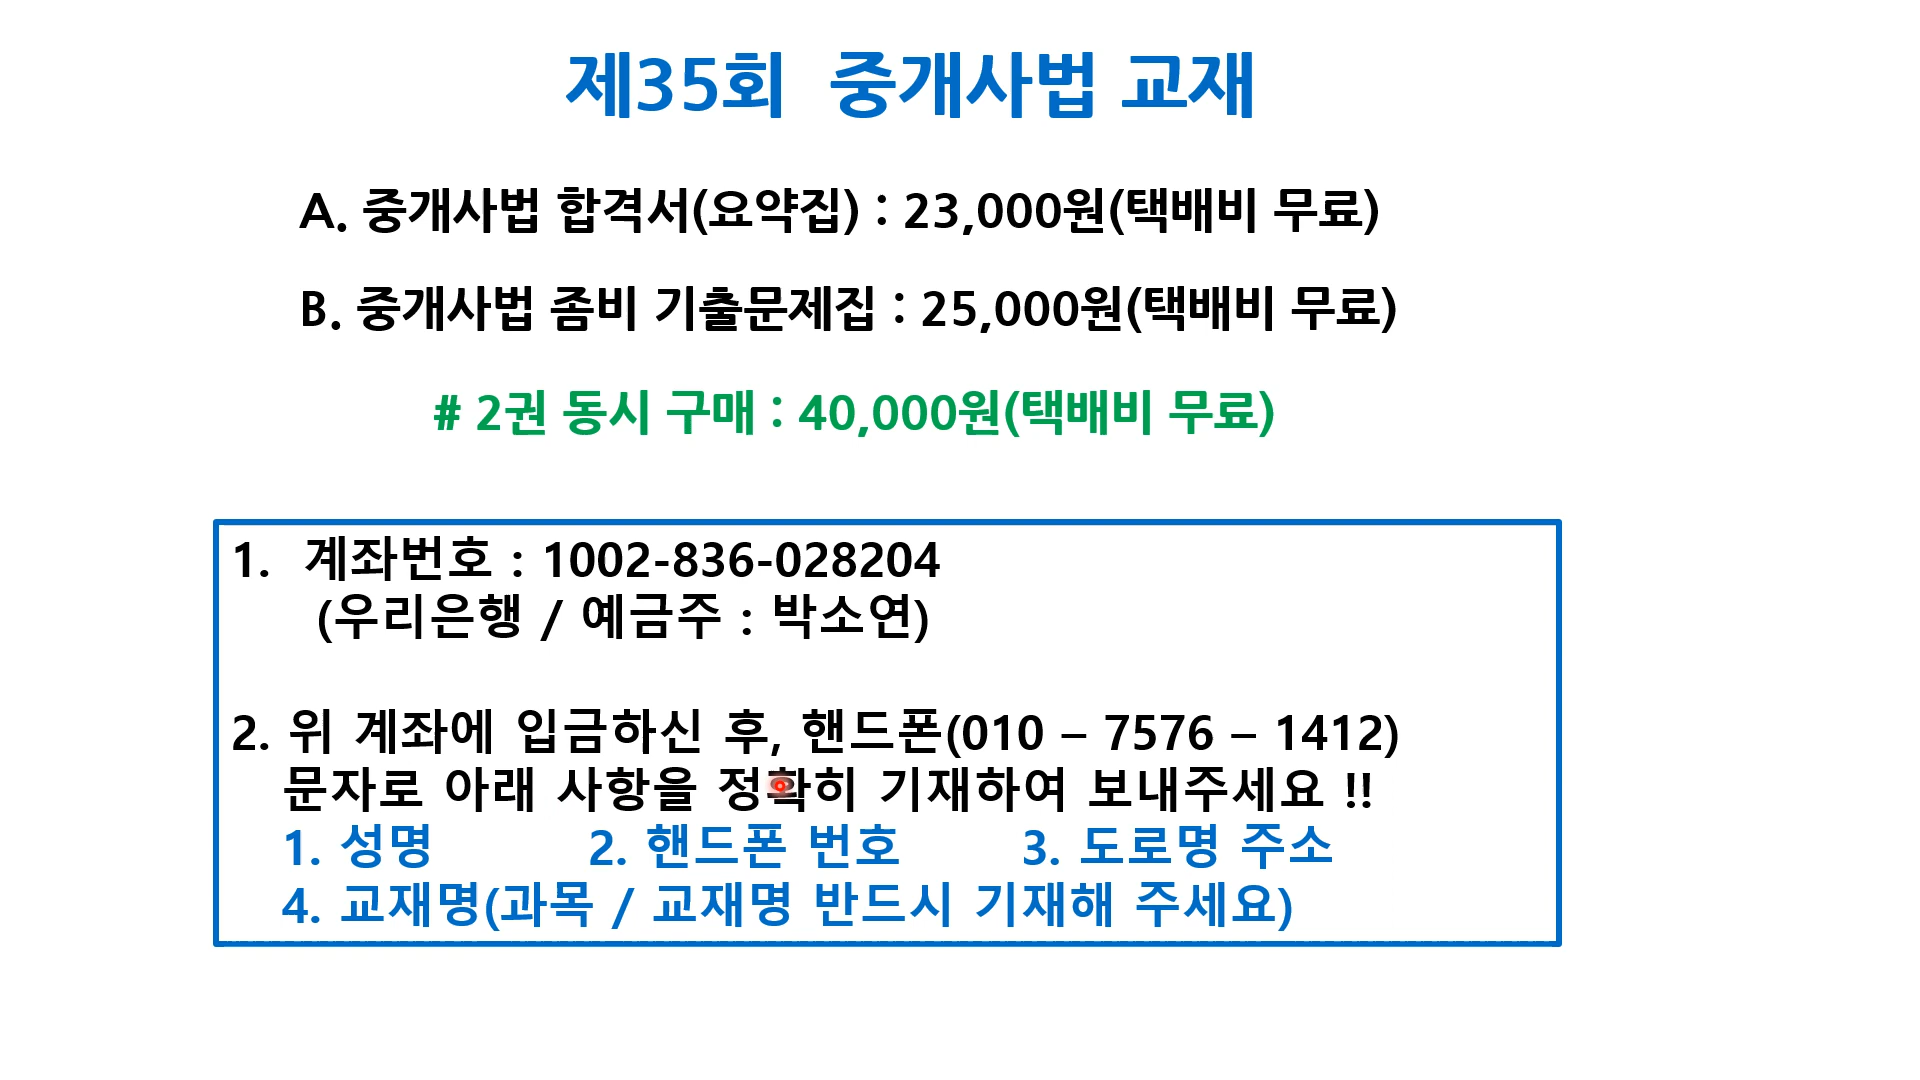 제35회 중개사법 교재
A. 중개사법 합격서(요약집) : 23,000원(택배비 무료)
B. 중개사법 좀비 기출문제집 : 25,000원(택배비 무료)
# 2권 동시 구매 : 40,000원(택배비 무료)
1. 계좌번호 : 1002-836-028204
(우리은행 / 예금주 : 박소연)
2. 위 계좌에 입금하신 후, 핸드폰(010 – 7576 – 1412)
문자로 아래 사항을 정확히 기재하여 보내주세요 !!
1. 성명 2. 핸드폰 번호 3. 도로명 주소
4. 교재명(과목 / 교재명 반드시 기재해 주세요)